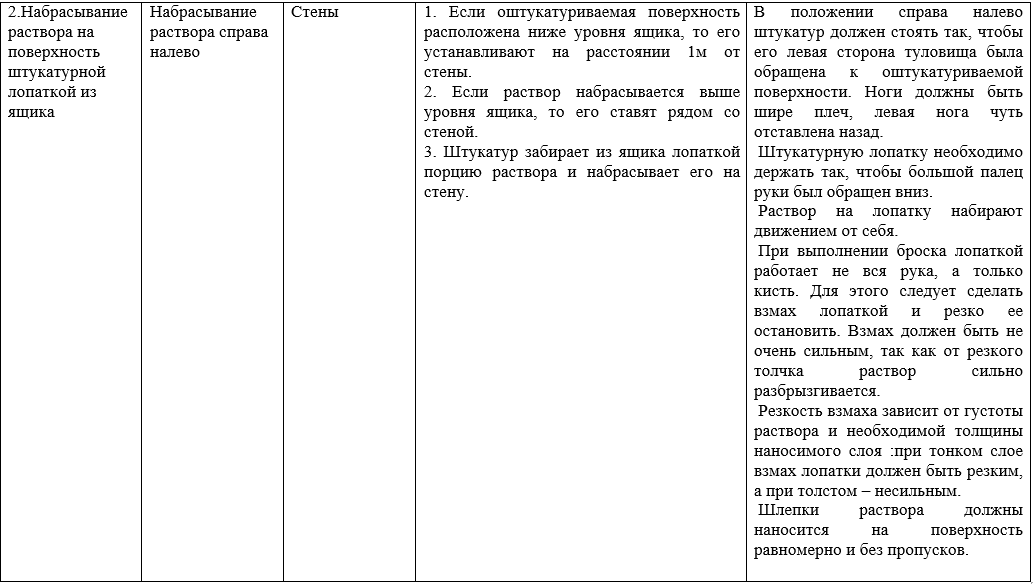 2.Набрасывание
раствора на
поверхность
штукатурной
лопаткой из
ящика
Набрасывание
раствора справа
налево
Стены
1. Если оштукатуриваемая поверхность
расположена ниже уровня ящика, то его
устанавливают на расстоянии 1м от
стены.
2. Если раствор набрасывается выше
уровня ящика, то его ставят рядом со
стеной.
3. Штукатур забирает из ящика лопаткой
порцию раствора и набрасывает его на
стену.
В положении справа налево
штукатур должен стоять так, чтобы
его левая сторона туловища была
обращена к оштукатуриваемой
поверхности. Ноги должны быть
шире плеч, левая нога чуть
отставлена назад.
Штукатурную лопатку необходимо
держать так, чтобы большой палец
руки был обращен вниз.
Раствор на лопатку набирают
движением от себя.
При выполнении броска лопаткой
работает не вся рука, а только
кисть. Для этого следует сделать
взмах лопаткой и резко ее
остановить. Взмах должен быть не
очень сильным, так как от резкого
толчка раствор сильно
разбрызгивается.
Резкость взмаха зависит от густоты
раствора и необходимой толщины
наносимого слоя :при тонком слое
взмах лопатки должен быть резким,
а при толстом – несильным.
Шлепки раствора должны
наносится на поверхность
равномерно и без пропусков.